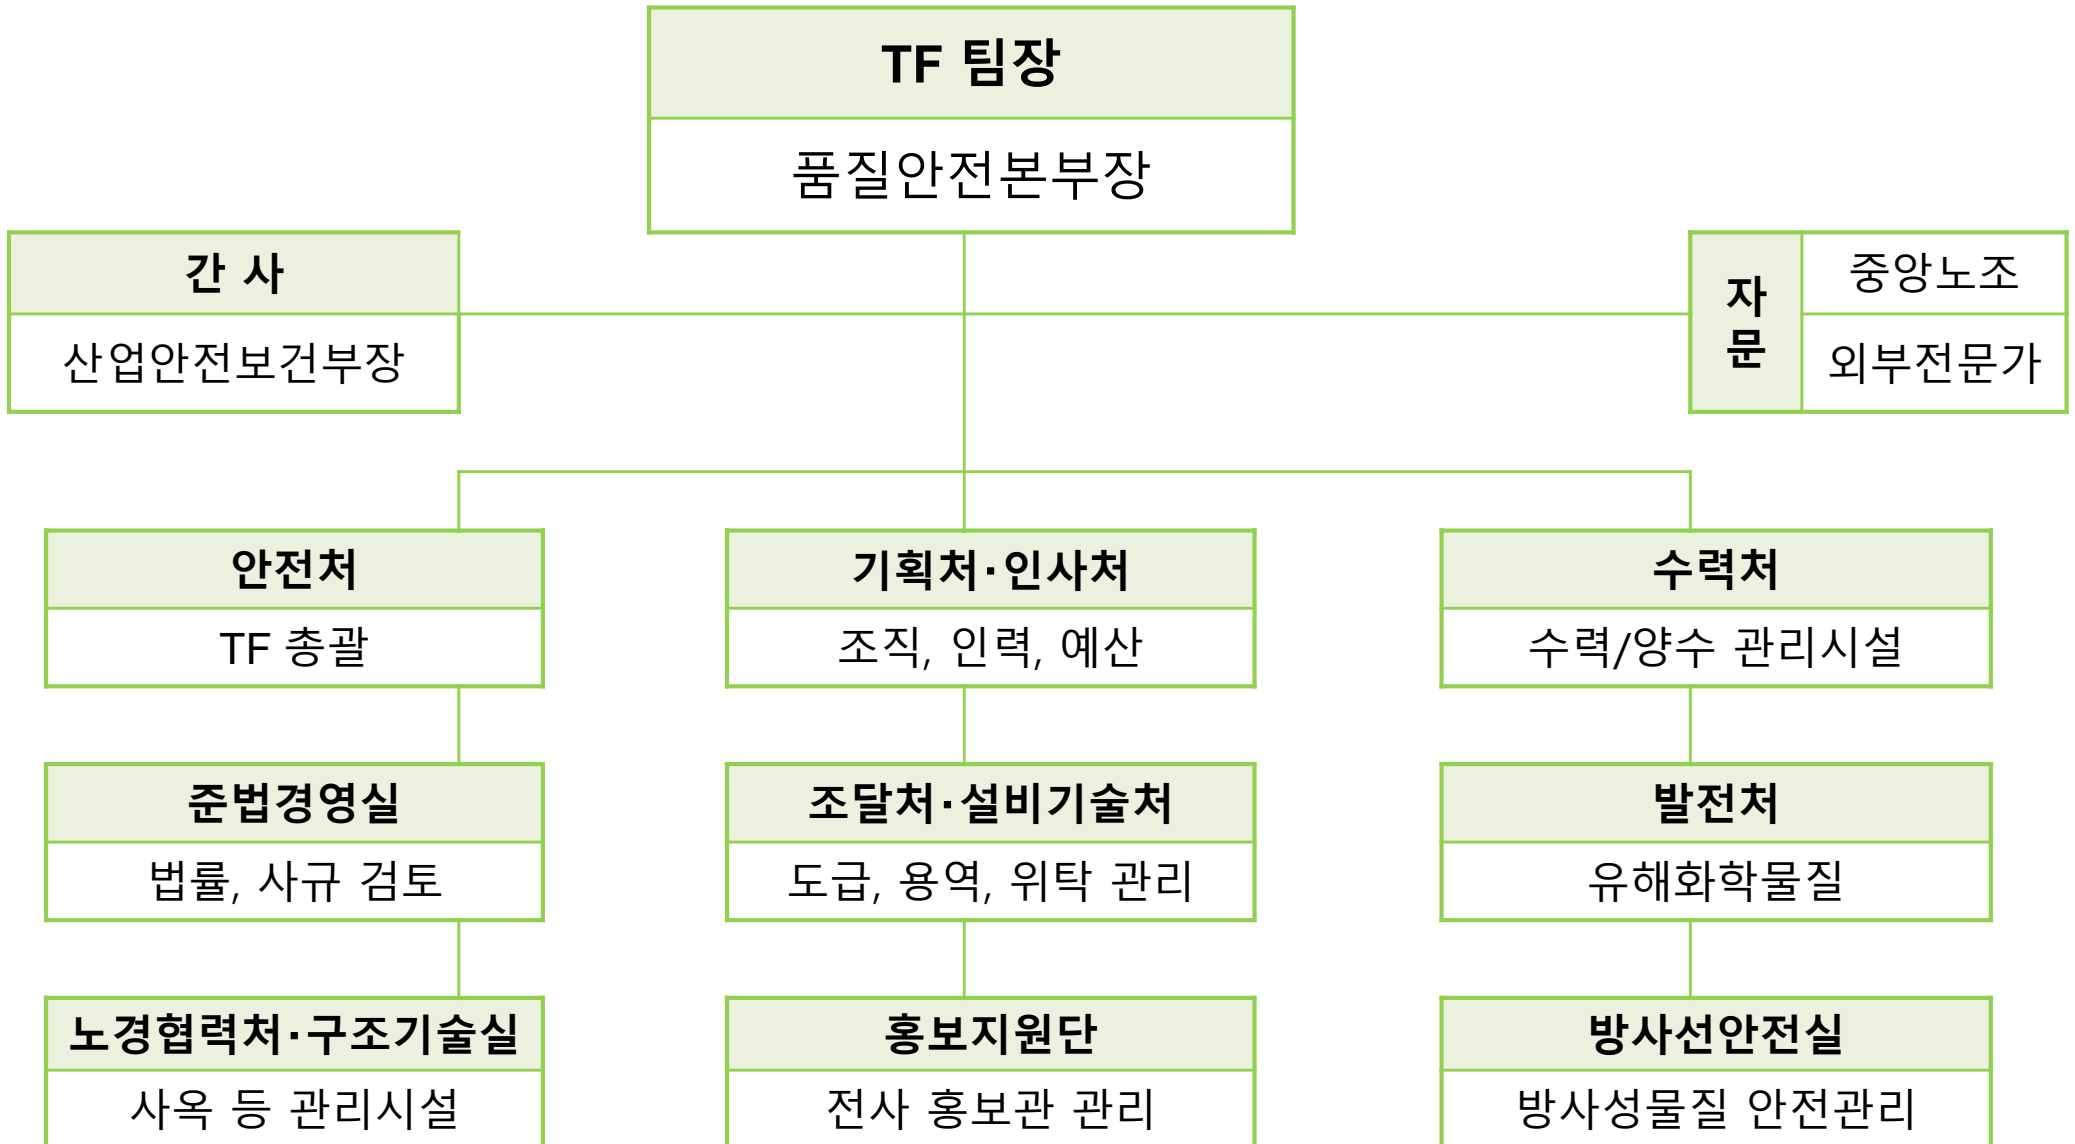 TF 팀장
품질안전본부장
간 사
산업안전보건부장
자
문
중앙노조
외부전문가
안전처
TF 총괄
기획처·인사처
조직, 인력, 예산
수력처
수력/양수 관리시설
준법경영실
법률, 사규 검토
조달처·설비기술처
도급, 용역, 위탁 관리
발전처
유해화학물질
노경협력처·구조기술실
사옥 등 관리시설
홍보지원단
전사 홍보관 관리
방사선안전실
방사성물질 안전관리